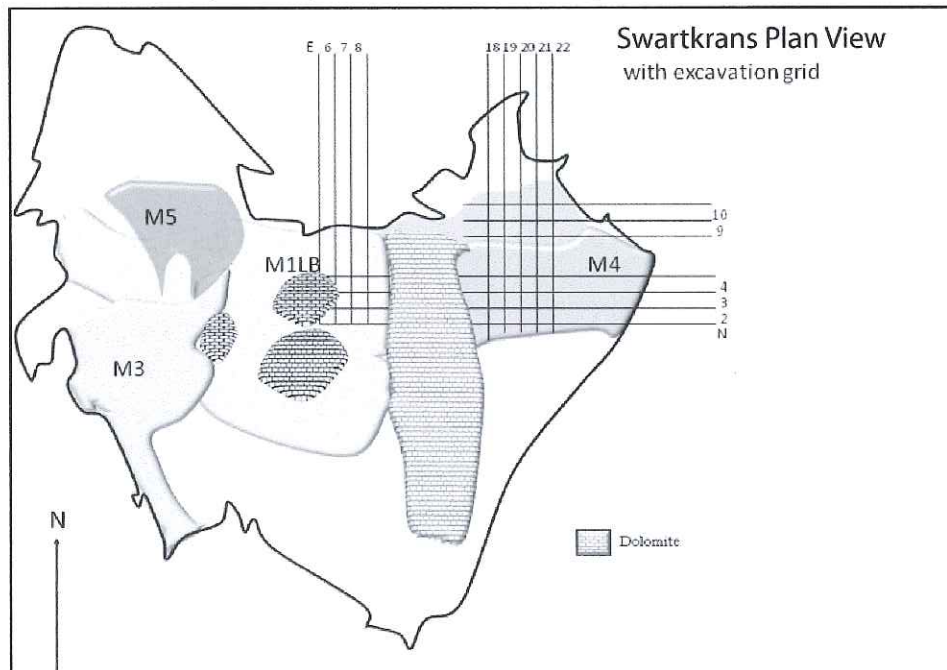 Swartkrans Plan View
with excavation grid
E 6 7 8
18 19 20 21 22
M5
10
9
M1LB
M4
4
3
2
N
M3
N
Dolomite